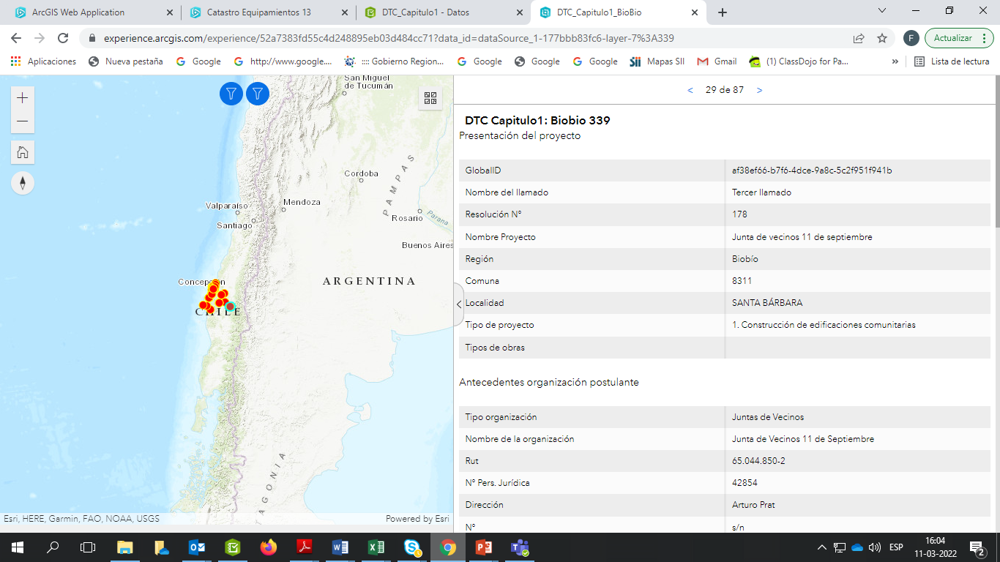 ArcGIS Web Application
Catastro Equipamientos 13
DTC_Capitulo1 - Datos
DTC_Capitulo1_BioBio
experience.arcgis.com/experience/52a7383fd55c4d248895eb03d484cc71?data_id=dataSource_1-177bbb83fc6-layer-7%3A339
F
Actualizar
Aplicaciones
Nueva pestaña
Google
http://www.google....
:::: Gobierno Region...
Google
Google
Google
Mapas SII
Gmail
(1) ClassDojo for Pa...
»
Lista de lectura
San Miguel
de Tucumán
Cordoba
PAMPAS
Mendoza
Valparaíso
Santiago
Rosario
Parana
Buenos Aires
Concepción
ARGENTINA
CHILE
AGONIA
Esri, HERE, Garmin, FAO, NOAA, USGS
Powered by Esri
< 29 de 87 >
DTC Capitulo1: Biobio 339
Presentación del proyecto
GlobalID af38ef66-b7f6-4dce-9a8c-5c2f951f941b
Nombre del llamado Tercer llamado
Resolución N° 178
Nombre Proyecto Junta de vecinos 11 de septiembre
Región Biobío
Comuna 8311
Localidad SANTA BÁRBARA
Tipo de proyecto 1. Construcción de edificaciones comunitarias
Tipos de obras
Antecedentes organización postulante
Tipo organización Juntas de Vecinos
Nombre de la organización Junta de Vecinos 11 de Septiembre
Rut 65.044.850-2
N° Pers. Jurídica 42854
Dirección Arturo Prat
N° s/n
ESP
16:04
11-03-2022
2